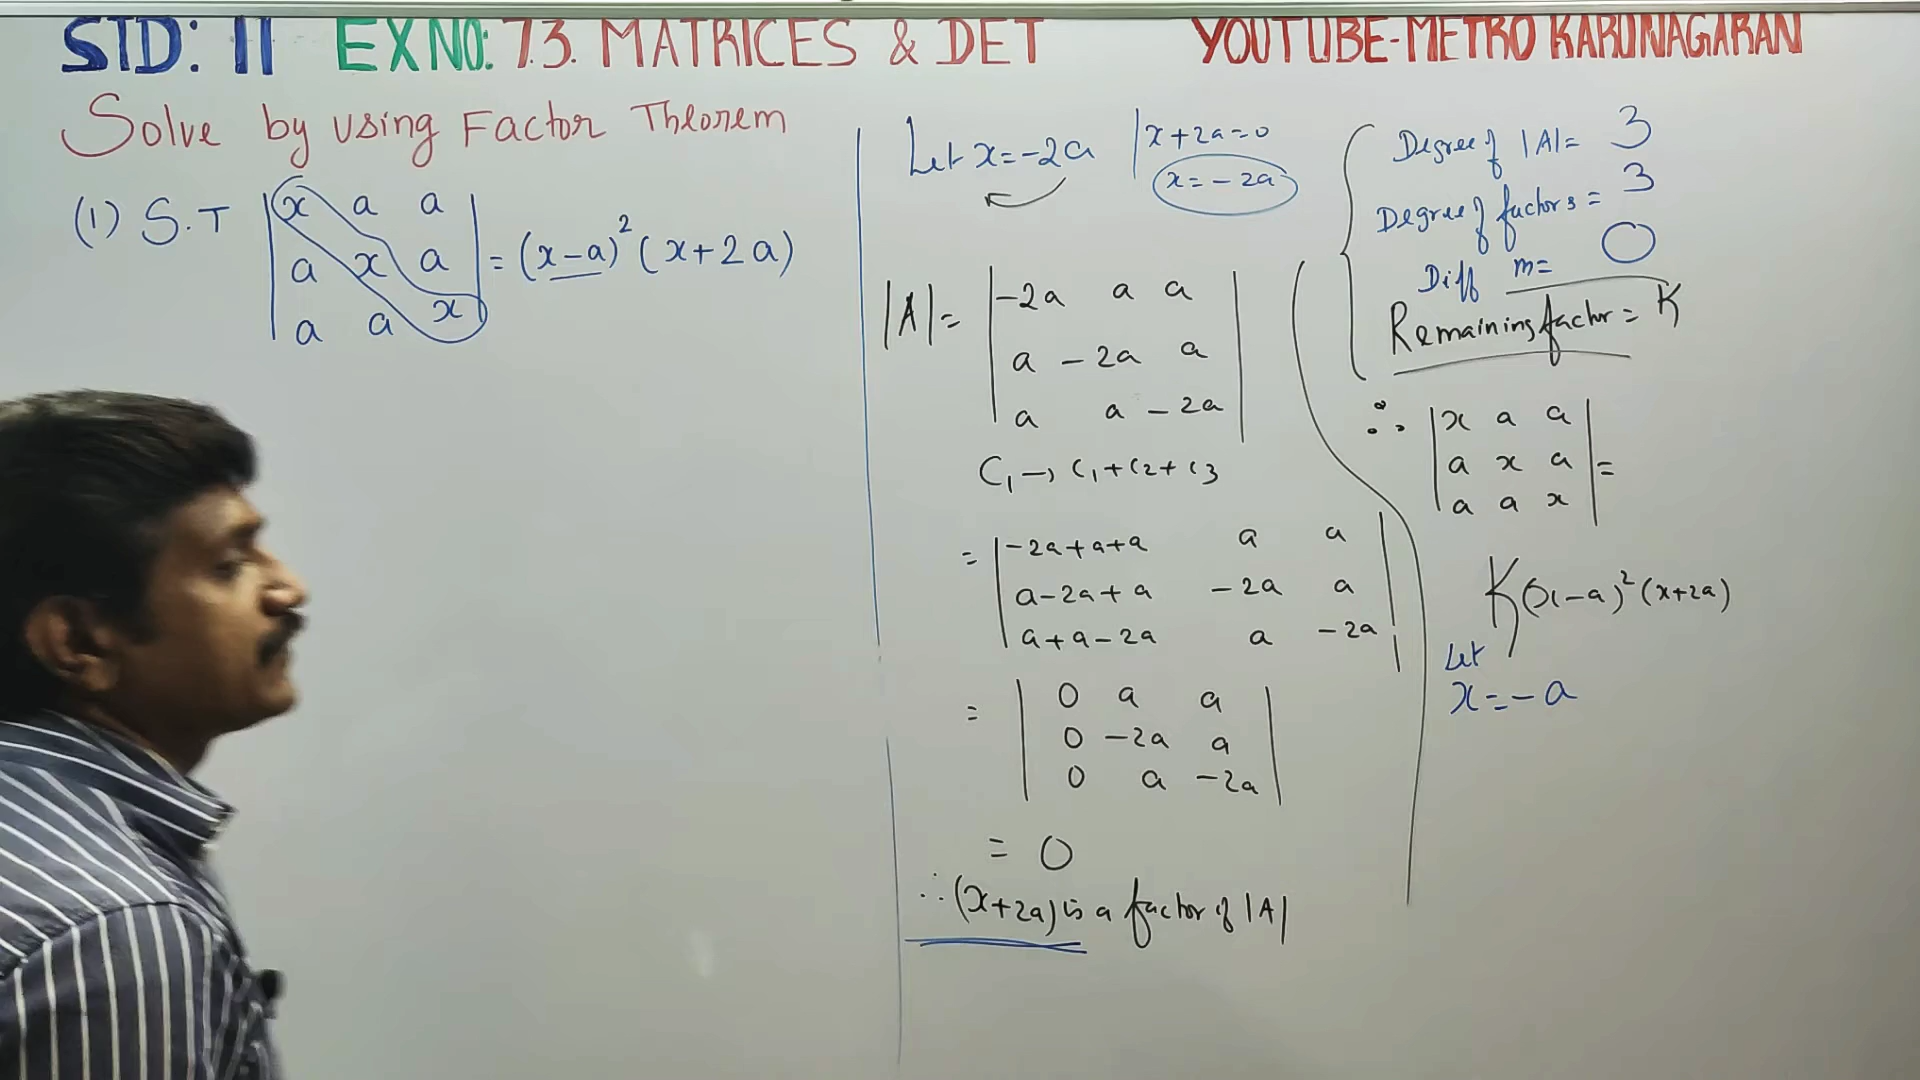 STD: 11 EX NO: 7.3. MATRICES & DET YOUTUBE-METRO KARUNAGARAN
Solve by using Factor Theorem
(1) S.T | x a a |
| a x a | = (x-a)² (x+2a)
| a a x |
Let x=-2a | x+2a=0
x=-2a
|A|= | -2a a a |
| a -2a a |
| a a -2a |
C₁→ C₁+C₂+C₃
= | -2a+a+a a a |
| a-2a+a -2a a |
| a+a-2a a -2a |
= | 0 a a |
| 0 -2a a |
| 0 a -2a |
= 0
∴(x+2a) is a factor of |A|
Degree of |A|= 3
Degree of factors = 3
Diff m= 0
Remaining factor = K
∴ | x a a |
| a x a | =
| a a x |
K(x-a)²(x+2a)
Let
x=-a